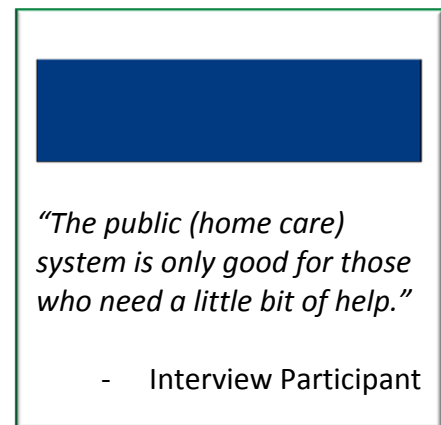 “The public (home care)
system is only good for those
who need a little bit of help.”
- Interview Participant